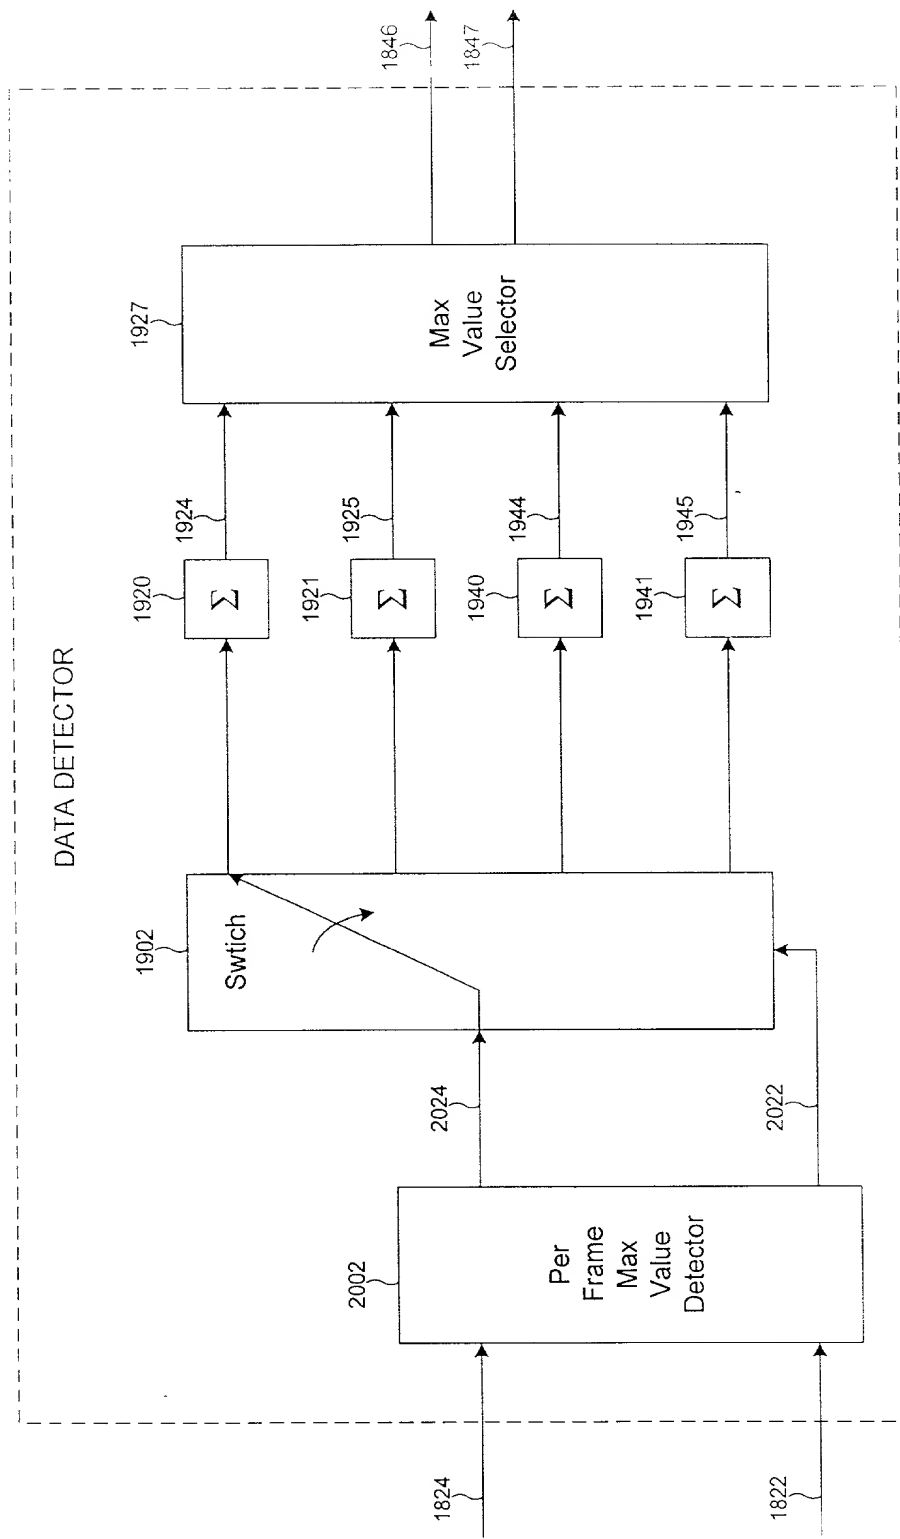 DATA DETECTOR
1824
1822
2002
Per
Frame
Max
Value
Detector
2024
2022
1902
Swtich
1920
Σ
1924
1921
Σ
1925
1940
Σ
1944
1941
Σ
1945
1927
Max
Value
Selector
1846
1847